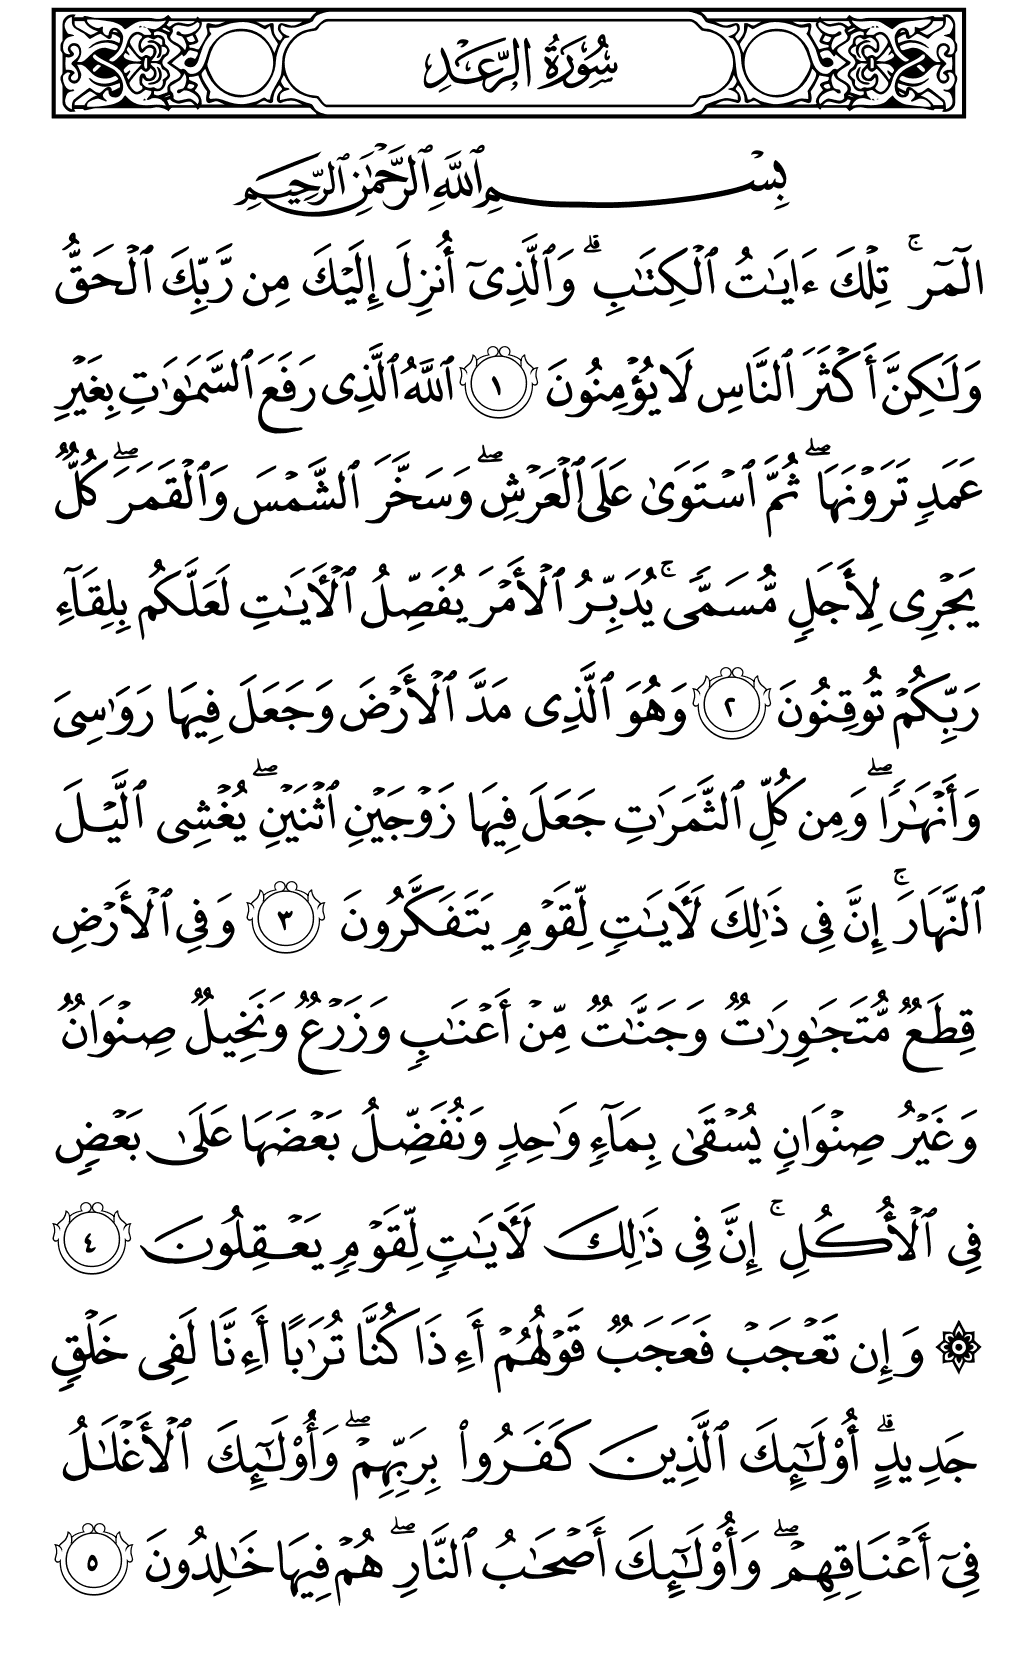 سُورَةُ الرَّعۡدِ
بِسۡمِ ٱللَّهِ ٱلرَّحۡمَٰنِ ٱلرَّحِيمِ
الٓمٓرۚ تِلۡكَ ءَايَٰتُ ٱلۡكِتَٰبِۗ وَٱلَّذِيٓ أُنزِلَ إِلَيۡكَ مِن رَّبِّكَ ٱلۡحَقُّ
وَلَٰكِنَّ أَكۡثَرَ ٱلنَّاسِ لَا يُؤۡمِنُونَ ١ ٱللَّهُ ٱلَّذِي رَفَعَ ٱلسَّمَٰوَٰتِ بِغَيۡرِ
عَمَدٖ تَرَوۡنَهَاۖ ثُمَّ ٱسۡتَوَىٰ عَلَى ٱلۡعَرۡشِۖ وَسَخَّرَ ٱلشَّمۡسَ وَٱلۡقَمَرَۖ كُلّٞ
يَجۡرِي لِأَجَلٖ مُّسَمّٗىۚ يُدَبِّرُ ٱلۡأَمۡرَ يُفَصِّلُ ٱلۡأٓيَٰتِ لَعَلَّكُم بِلِقَآءِ
رَبِّكُمۡ تُوقِنُونَ ٢ وَهُوَ ٱلَّذِي مَدَّ ٱلۡأَرۡضَ وَجَعَلَ فِيهَا رَوَٰسِيَ
وَأَنۡهَٰرٗاۖ وَمِن كُلِّ ٱلثَّمَرَٰتِ جَعَلَ فِيهَا زَوۡجَيۡنِ ٱثۡنَيۡنِۖ يُغۡشِي ٱلَّيۡلَ
ٱلنَّهَارَۚ إِنَّ فِي ذَٰلِكَ لَأٓيَٰتٖ لِّقَوۡمٖ يَتَفَكَّرُونَ ٣ وَفِي ٱلۡأَرۡضِ
قِطَعٞ مُّتَجَٰوِرَٰتٞ وَجَنَّٰتٞ مِّنۡ أَعۡنَٰبٖ وَزَرۡعٞ وَنَخِيلٞ صِنۡوَانٞ
وَغَيۡرُ صِنۡوَانٖ يُسۡقَىٰ بِمَآءٖ وَٰحِدٖ وَنُفَضِّلُ بَعۡضَهَا عَلَىٰ بَعۡضٖ
فِي ٱلۡأُكُلِۚ إِنَّ فِي ذَٰلِكَ لَأٓيَٰتٖ لِّقَوۡمٖ يَعۡقِلُونَ ٤
۞ وَإِن تَعۡجَبۡ فَعَجَبٞ قَوۡلُهُمۡ أَءِذَا كُنَّا تُرَٰبًا أَءِنَّا لَفِي خَلۡقٖ
جَدِيدٍۗ أُوْلَٰٓئِكَ ٱلَّذِينَ كَفَرُواْ بِرَبِّهِمۡۖ وَأُوْلَٰٓئِكَ ٱلۡأَغۡلَٰلُ
فِيٓ أَعۡنَاقِهِمۡۖ وَأُوْلَٰٓئِكَ أَصۡحَٰبُ ٱلنَّارِۖ هُمۡ فِيهَا خَٰلِدُونَ ٥